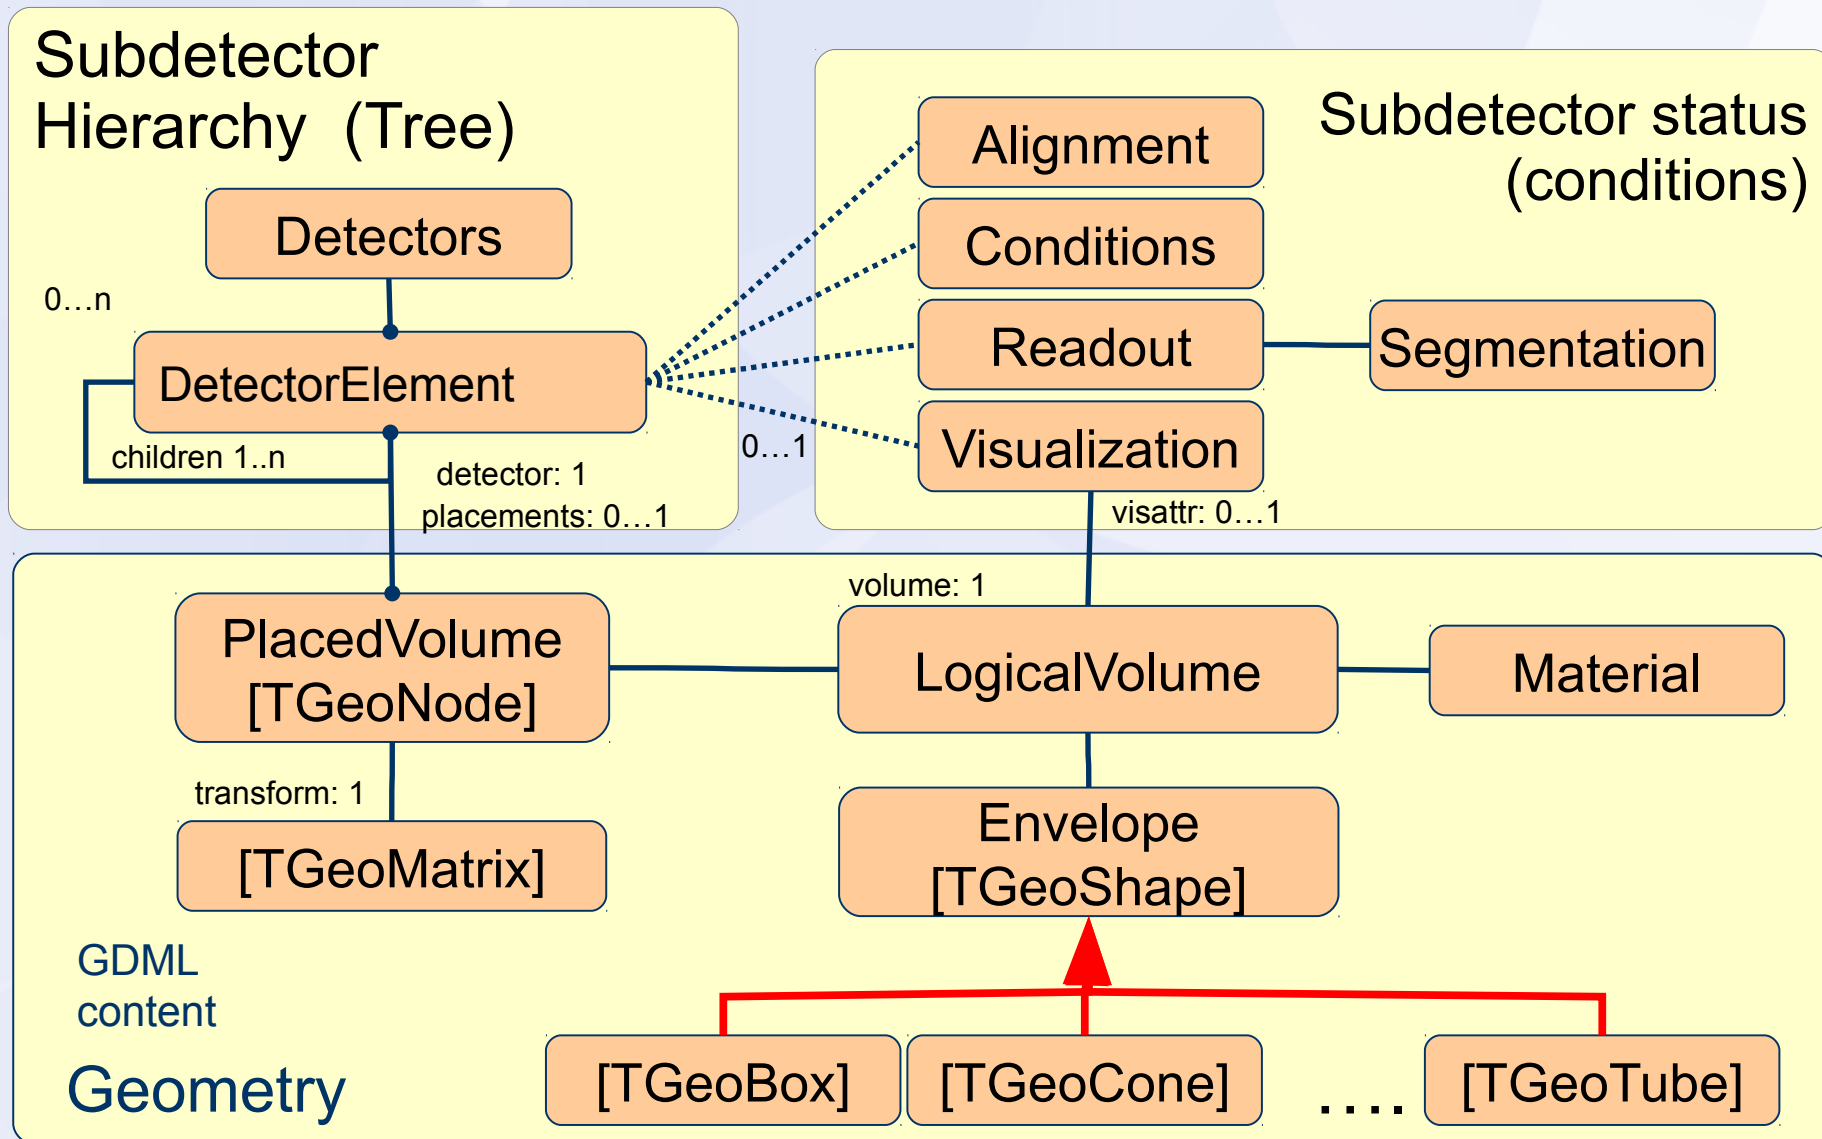 Subdetector
Hierarchy (Tree)
Detectors
0…n
DetectorElement
children 1..n
detector: 1
placements: 0…1
Subdetector status
(conditions)
Alignment
Conditions
Readout
Segmentation
Visualization
0…1
visattr: 0…1
volume: 1
PlacedVolume
[TGeoNode]
LogicalVolume
Material
transform: 1
[TGeoMatrix]
Envelope
[TGeoShape]
GDML
content
Geometry
[TGeoBox]
[TGeoCone]
....
[TGeoTube]